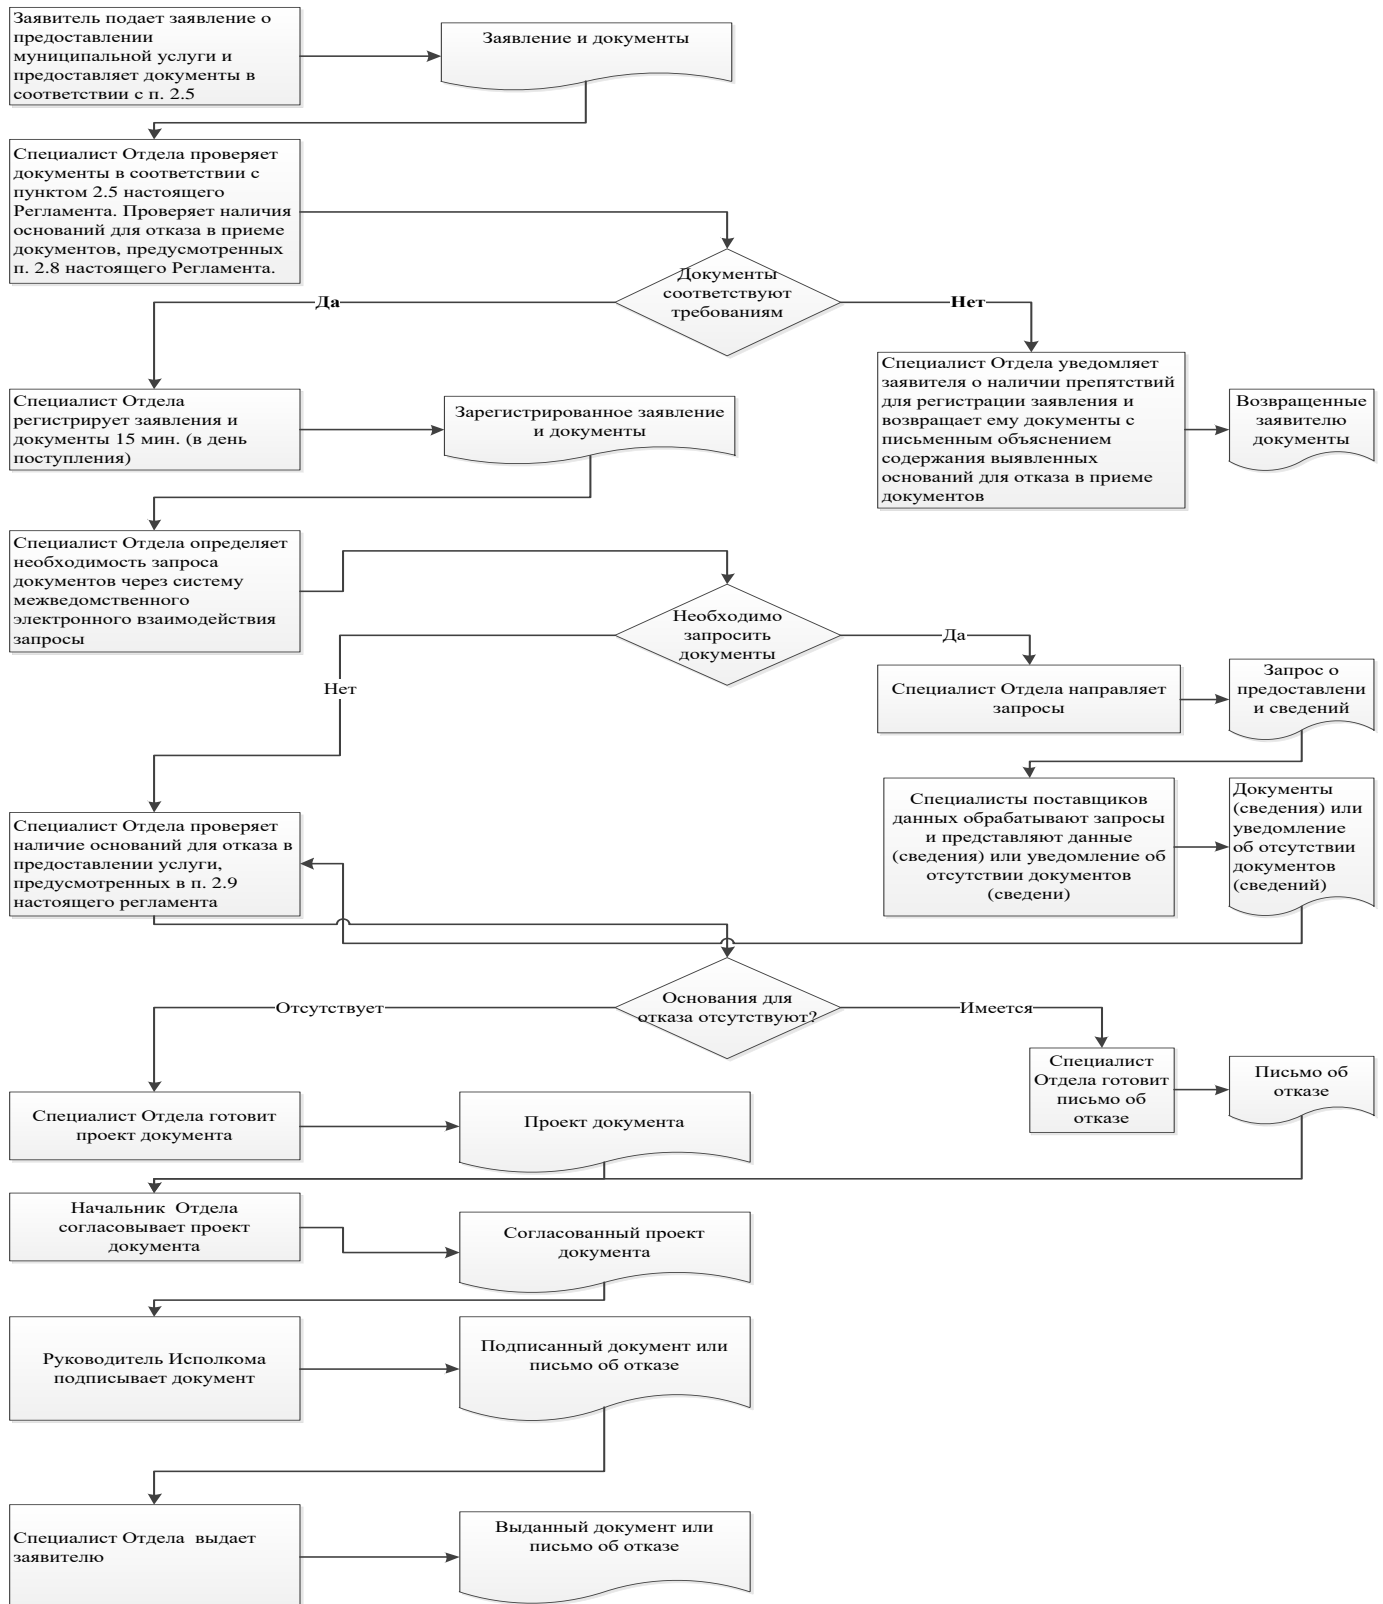 Заявитель подает заявление о
предоставлении
муниципальной услуги и
предоставляет документы в
соответствии с п. 2.5
Заявление и документы
Специалист Отдела проверяет
документы в соответствии с
пунктом 2.5 настоящего
Регламента. Проверяет наличия
оснований для отказа в приеме
документов, предусмотренных
п. 2.8 настоящего Регламента.
Документы
соответствуют
требованиям
Да
Нет
Специалист Отдела
регистрирует заявления и
документы 15 мин. (в день
поступления)
Зарегистрированное заявление
и документы
Специалист Отдела уведомляет
заявителя о наличии препятствий
для регистрации заявления и
возвращает ему документы с
письменным объяснением
содержания выявленных
оснований для отказа в приеме
документов
Возвращенные
заявителю
документы
Специалист Отдела определяет
необходимость запроса
документов через систему
межведомственного
электронного взаимодействия
запросы
Необходимо
запросить
документы
Да
Нет
Специалист Отдела направляет
запросы
Запрос о
предоставлени
и сведений
Специалисты поставщиков
данных обрабатывают запросы
и представляют данные
(сведения) или уведомление об
отсутствии документов
(сведени)
Документы
(сведения) или
уведомление
об отсутствии
документов
(сведений)
Специалист Отдела проверяет
наличие оснований для отказа в
предоставлении услуги,
предусмотренных в п. 2.9
настоящего регламента
Основания для
отказа отсутствуют?
Отсутствует
Имеется
Специалист
Отдела готовит
письмо об
отказе
Письмо об
отказе
Специалист Отдела готовит
проект документа
Проект документа
Начальник  Отдела
согласовывает проект
документа
Согласованный проект
документа
Руководитель Исполкома
подписывает документ
Подписанный документ или
письмо об отказе
Специалист Отдела  выдает
заявителю
Выданный документ или
письмо об отказе